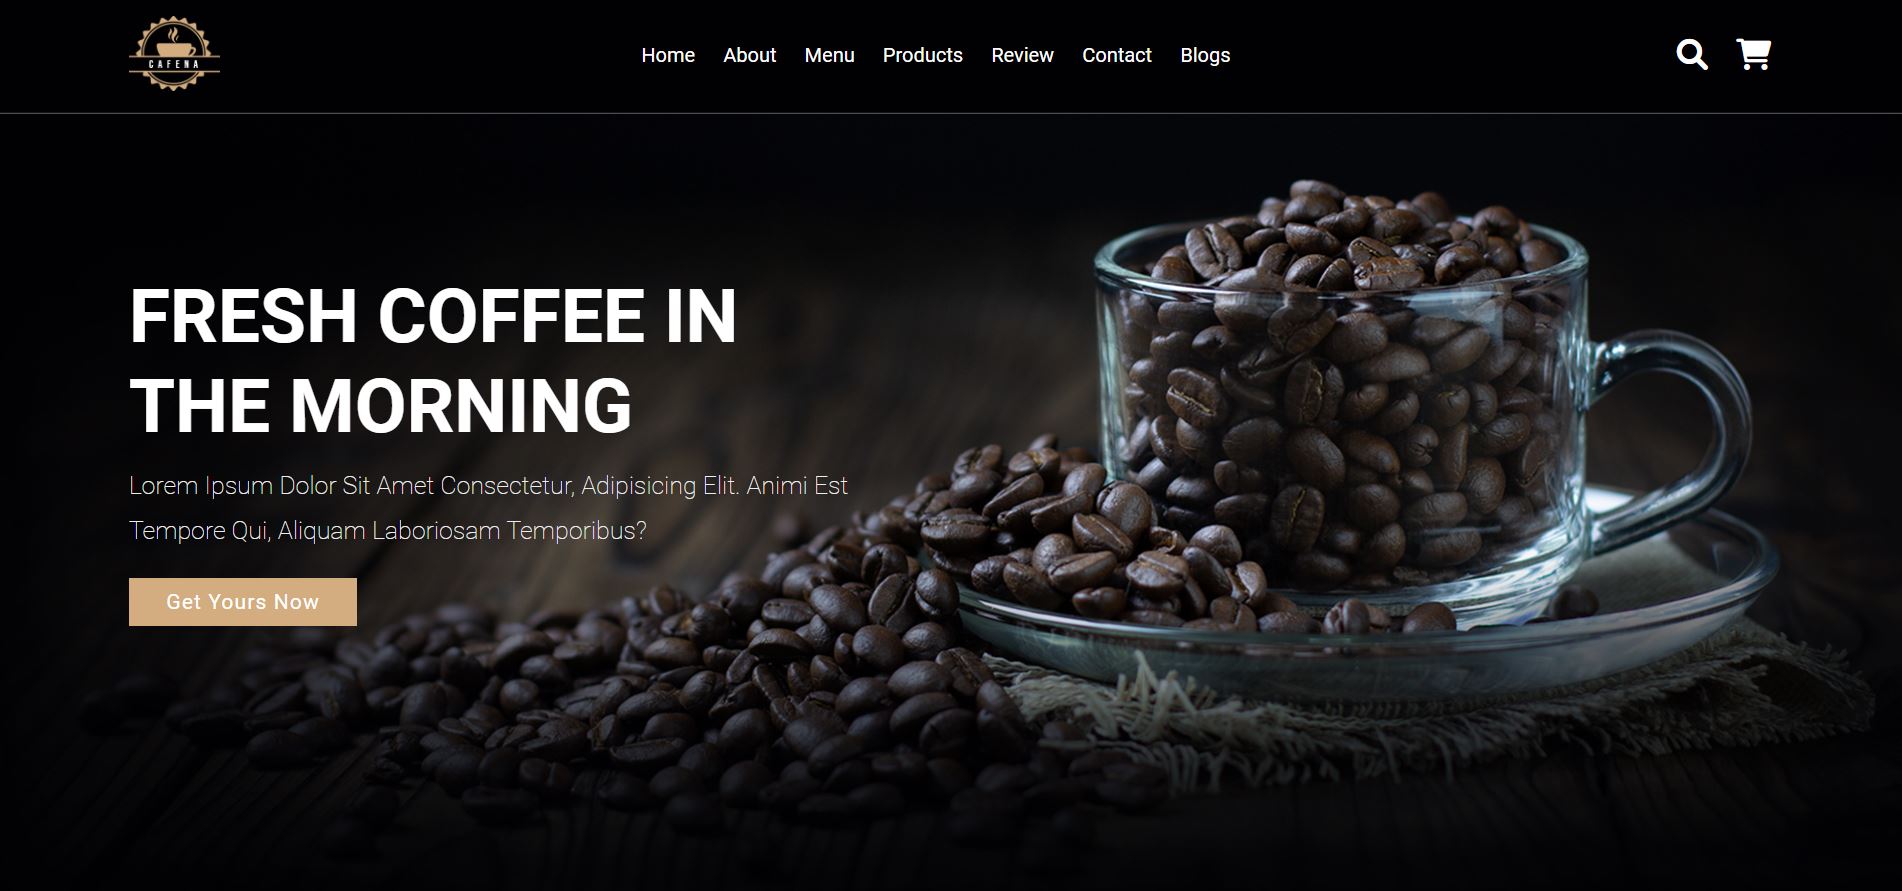 CAFENA
Home About Menu Products Review Contact Blogs
FRESH COFFEE IN
THE MORNING
Lorem Ipsum Dolor Sit Amet Consectetur, Adipisicing Elit. Animi Est
Tempore Qui, Aliquam Laboriosam Temporibus?
Get Yours Now